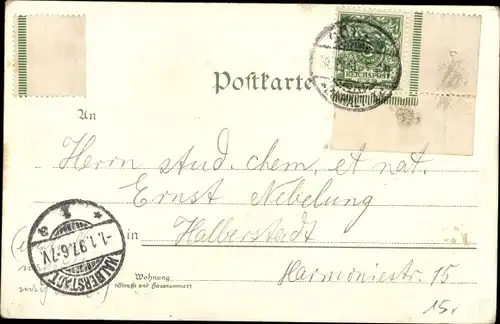 REICHSPOST
Postkarte
An
Herrn stud. chem. et nat.
Ernst Nebelung
in Halberstadt
Wohnung
(Straße und Hausnummer)
Harmoniestr. 15
HALBERSTADT
-1.1.97.6-7V
* 1 a
15.